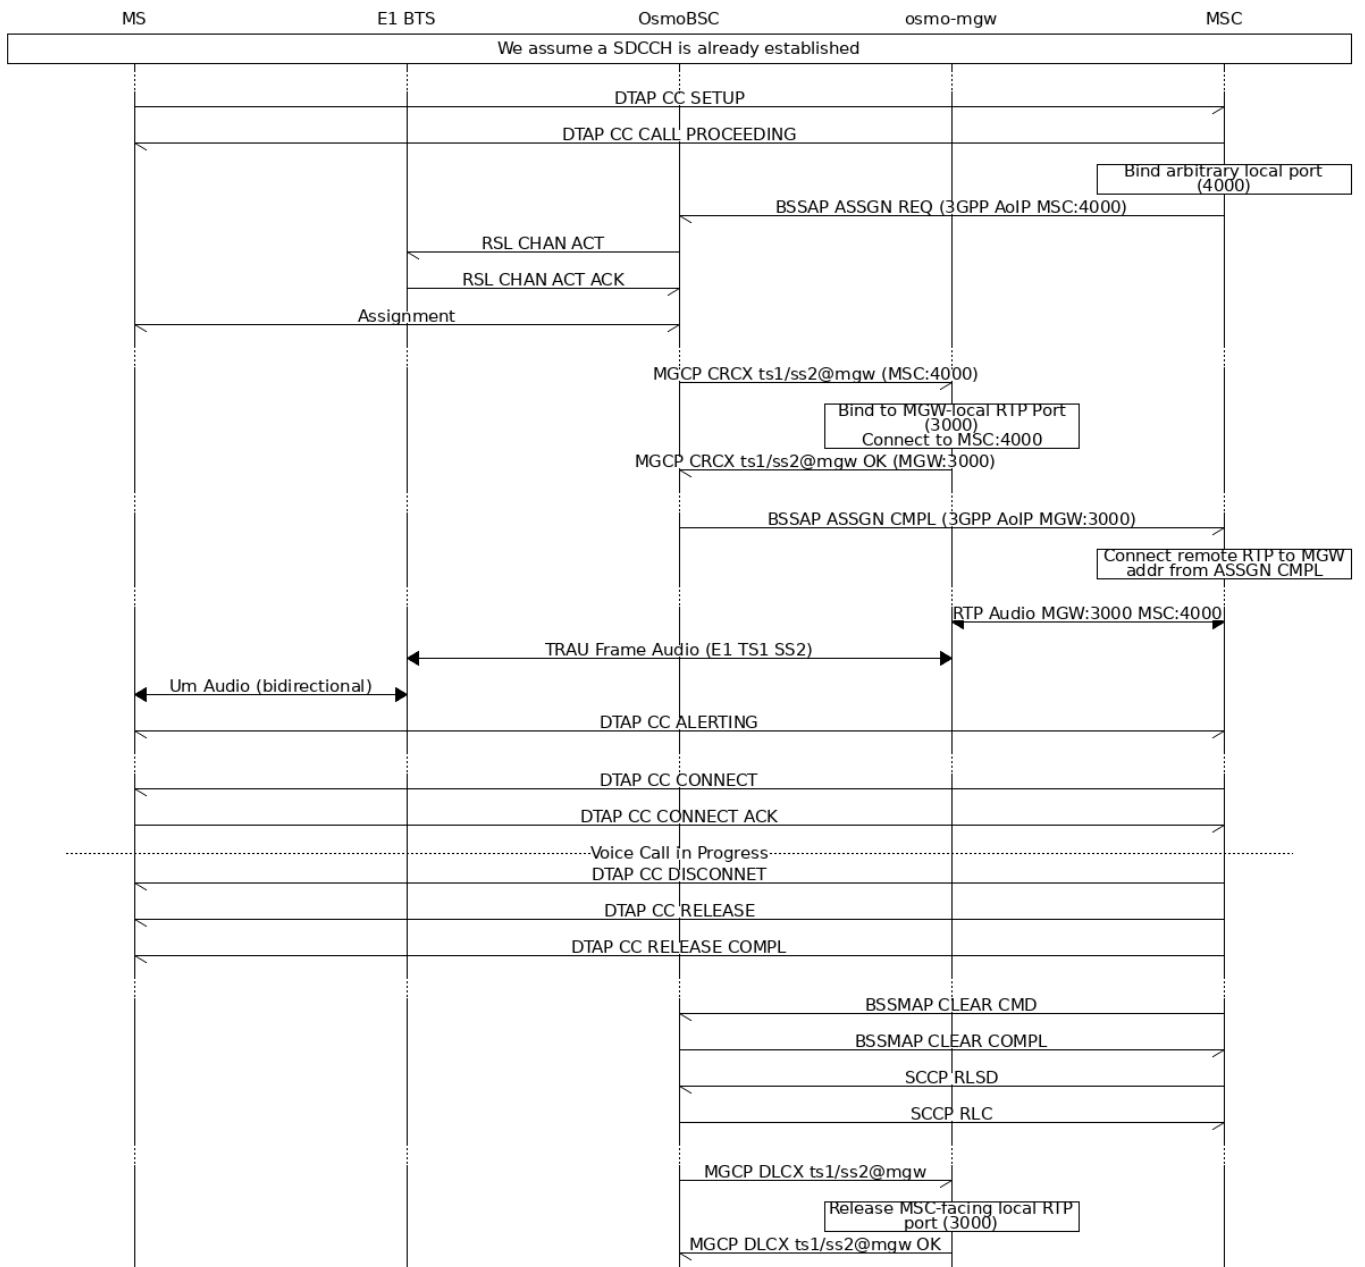 MS E1 BTS OsmoBSC osmo-mgw MSC
We assume a SDCCH is already established
DTAP CC SETUP
DTAP CC CALL PROCEEDING
Bind arbitrary local port
(4000)
BSSAP ASSGN REQ (3GPP AoIP MSC:4000)
RSL CHAN ACT
RSL CHAN ACT ACK
Assignment
MGCP CRCX ts1/ss2@mgw (MSC:4000)
Bind to MGW-local RTP Port
(3000)
Connect to MSC:4000
MGCP CRCX ts1/ss2@mgw OK (MGW:3000)
BSSAP ASSGN CMPL (3GPP AoIP MGW:3000)
Connect remote RTP to MGW
addr from ASSGN CMPL
RTP Audio MGW:3000 MSC:4000
TRAU Frame Audio (E1 TS1 SS2)
Um Audio (bidirectional)
DTAP CC ALERTING
DTAP CC CONNECT
DTAP CC CONNECT ACK
Voice Call in Progress
DTAP CC DISCONNET
DTAP CC RELEASE
DTAP CC RELEASE COMPL
BSSMAP CLEAR CMD
BSSMAP CLEAR COMPL
SCCP RLSD
SCCP RLC
MGCP DLCX ts1/ss2@mgw
Release MSC-facing local RTP
port (3000)
MGCP DLCX ts1/ss2@mgw OK